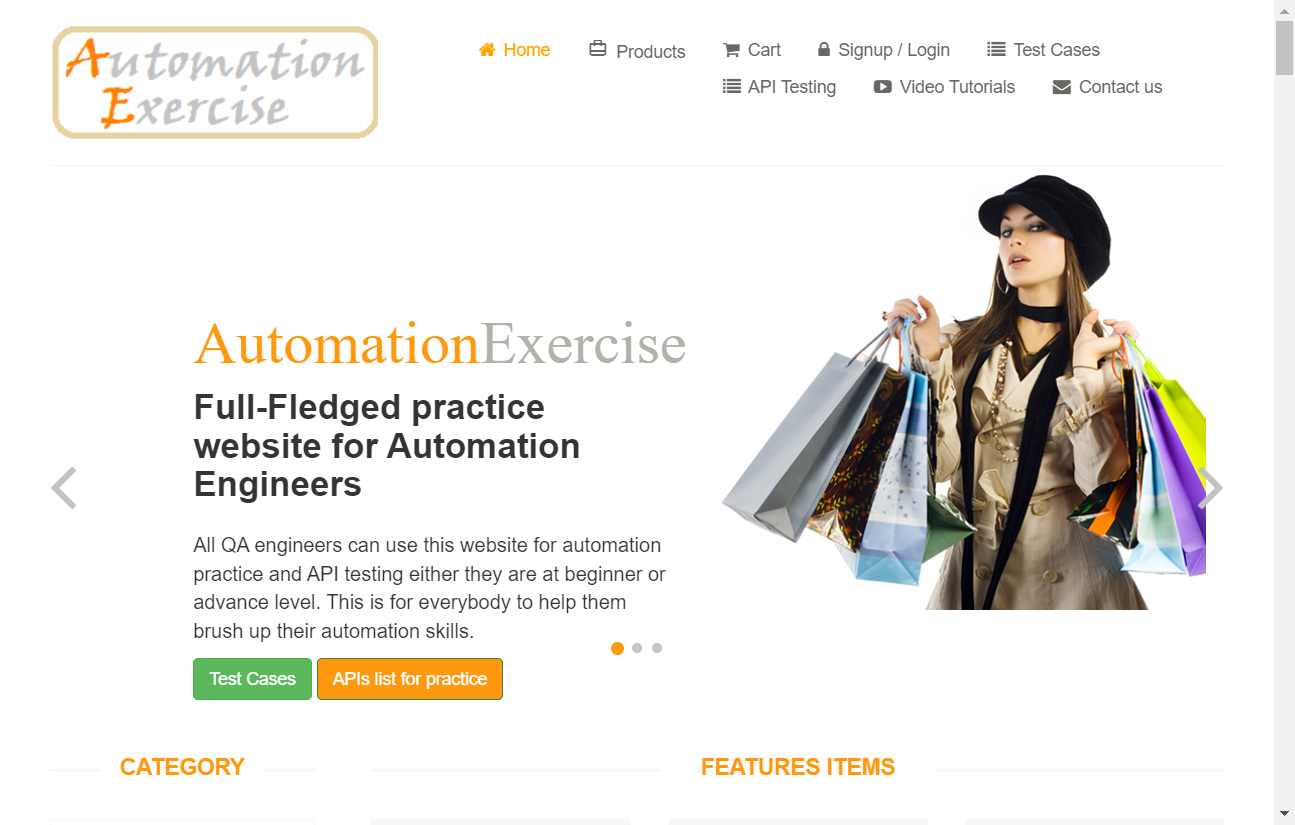 Automation
Exercise
Home
Products
Cart
Signup / Login
Test Cases
API Testing
Video Tutorials
Contact us
AutomationExercise
Full-Fledged practice
website for Automation
Engineers
All QA engineers can use this website for automation
practice and API testing either they are at beginner or
advance level. This is for everybody to help them
brush up their automation skills.
Test Cases
APIs list for practice
CATEGORY
FEATURES ITEMS